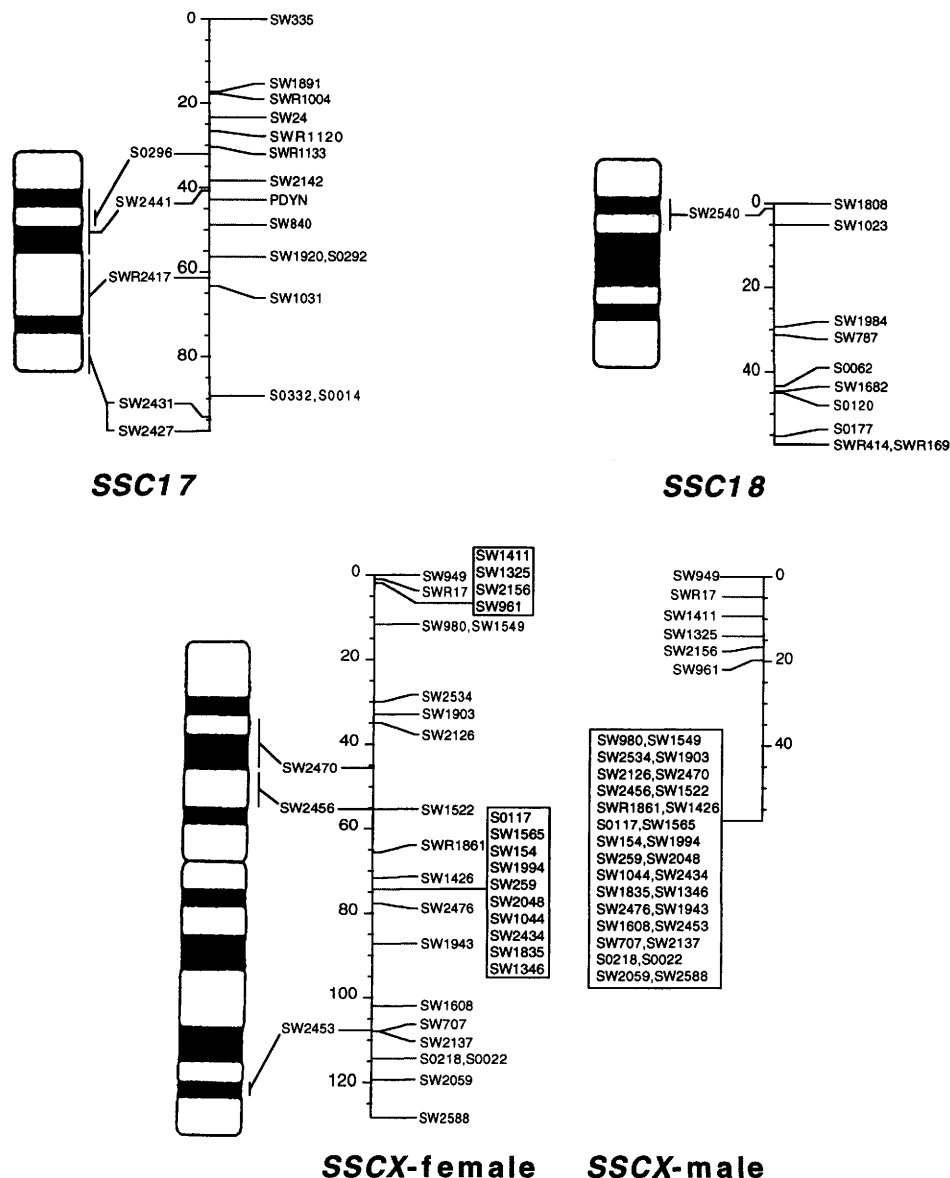 0
SW335
SW1891
SWR1004
20
SW24
SWR1120
S0296
SWR1133
SW2142
40
SW2441
PDYN
SW840
SW1920,S0292
60
SWR2417
SW1031
80
S0332,S0014
SW2431
SW2427
SSC17
0
SW1808
SW2540
SW1023
20
SW1984
SW787
S0062
40
SW1682
S0120
S0177
SWR414,SWR169
SSC18
0
SW949
SWR17
SW1411
SW1325
SW2156
SW961
SW980,SW1549
20
SW2534
SW1903
SW2126
40
SW2470
SW2456
SW1522
60
SWR1861
SW1426
SW2476
80
SW1943
S0117
SW1565
SW154
SW1994
SW259
SW2048
SW1044
SW2434
SW1835
SW1346
100
SW1608
SW2453
SW707
SW2137
S0218,S0022
120
SW2059
SW2588
SSCX-female
SW949
0
SWR17
SW1411
SW1325
SW2156
20
SW961
40
SW980,SW1549
SW2534,SW1903
SW2126,SW2470
SW2456,SW1522
SWR1861,SW1426
S0117,SW1565
SW154,SW1994
SW259,SW2048
SW1044,SW2434
SW1835,SW1346
SW2476,SW1943
SW1608,SW2453
SW707,SW2137
S0218,S0022
SW2059,SW2588
SSCX-male